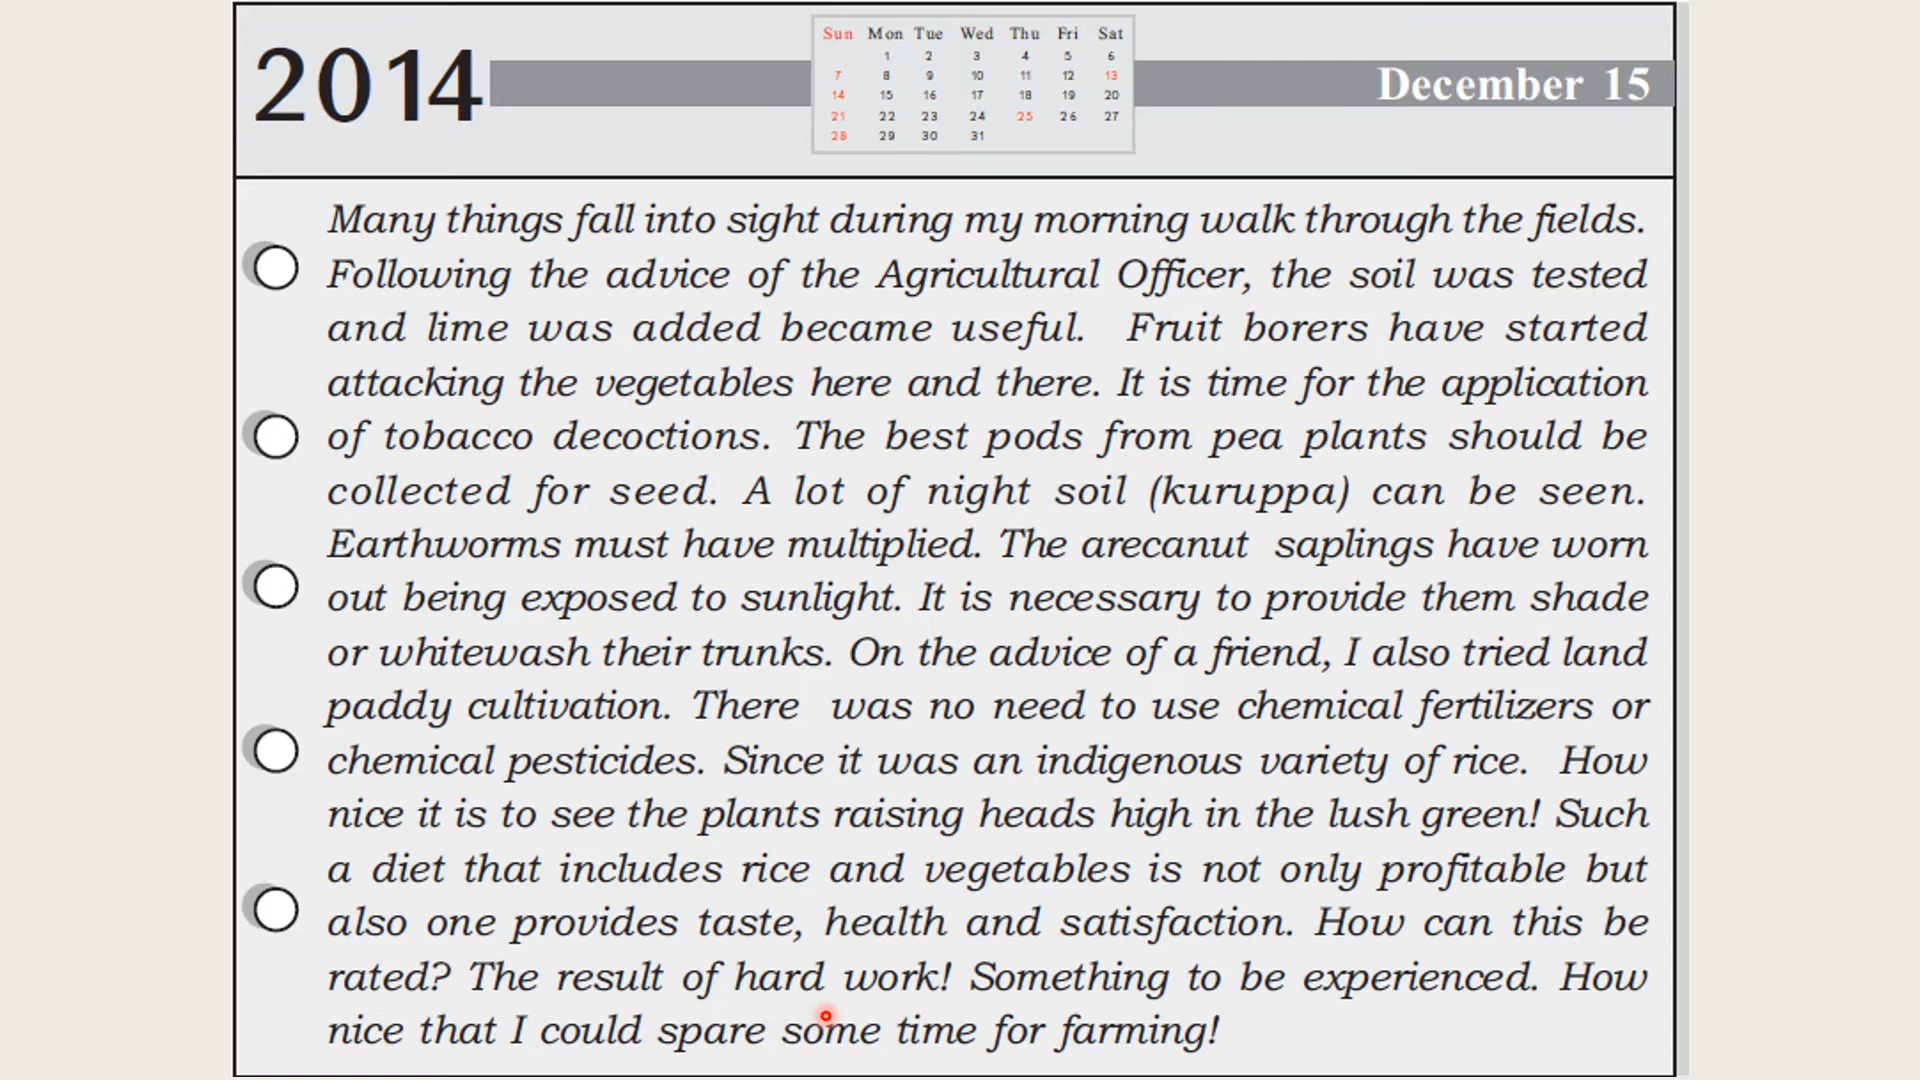 2014
Sun Mon Tue Wed Thu Fri Sat
1 2 3 4 5 6
7 8 9 10 11 12 13
14 15 16 17 18 19 20
21 22 23 24 25 26 27
28 29 30 31
December 15
Many things fall into sight during my morning walk through the fields.
Following the advice of the Agricultural Officer, the soil was tested
and lime was added became useful. Fruit borers have started
attacking the vegetables here and there. It is time for the application
of tobacco decoctions. The best pods from pea plants should be
collected for seed. A lot of night soil (kuruppa) can be seen.
Earthworms must have multiplied. The arecanut saplings have worn
out being exposed to sunlight. It is necessary to provide them shade
or whitewash their trunks. On the advice of a friend, I also tried land
paddy cultivation. There was no need to use chemical fertilizers or
chemical pesticides. Since it was an indigenous variety of rice. How
nice it is to see the plants raising heads high in the lush green! Such
a diet that includes rice and vegetables is not only profitable but
also one provides taste, health and satisfaction. How can this be
rated? The result of hard work! Something to be experienced. How
nice that I could spare some time for farming!